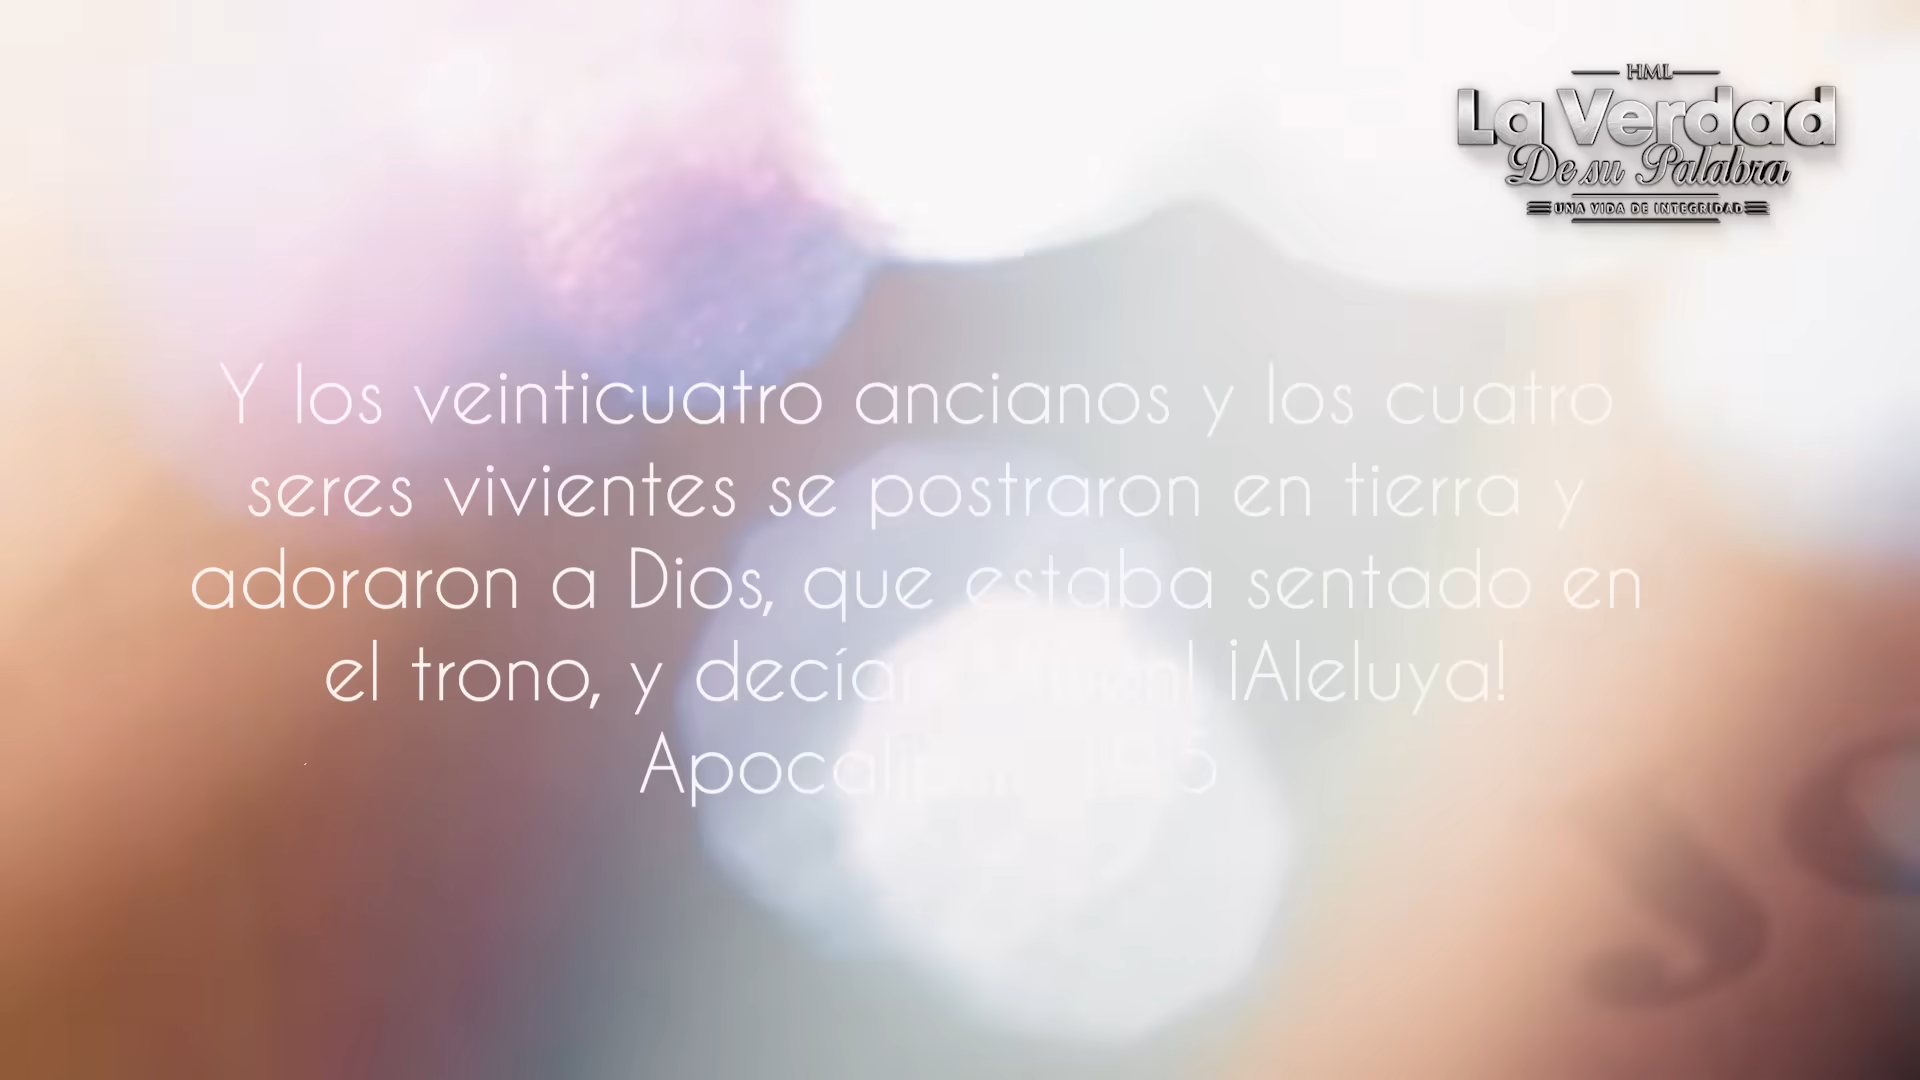 HML
La Verdad
De su Palabra
UNA VIDA DE INTEGRIDAD
Y los veinticuatro ancianos y los cuatro
seres vivientes se postraron en tierra y
adoraron a Dios, que estaba sentado en
el trono, y decían ¡Aleluya!